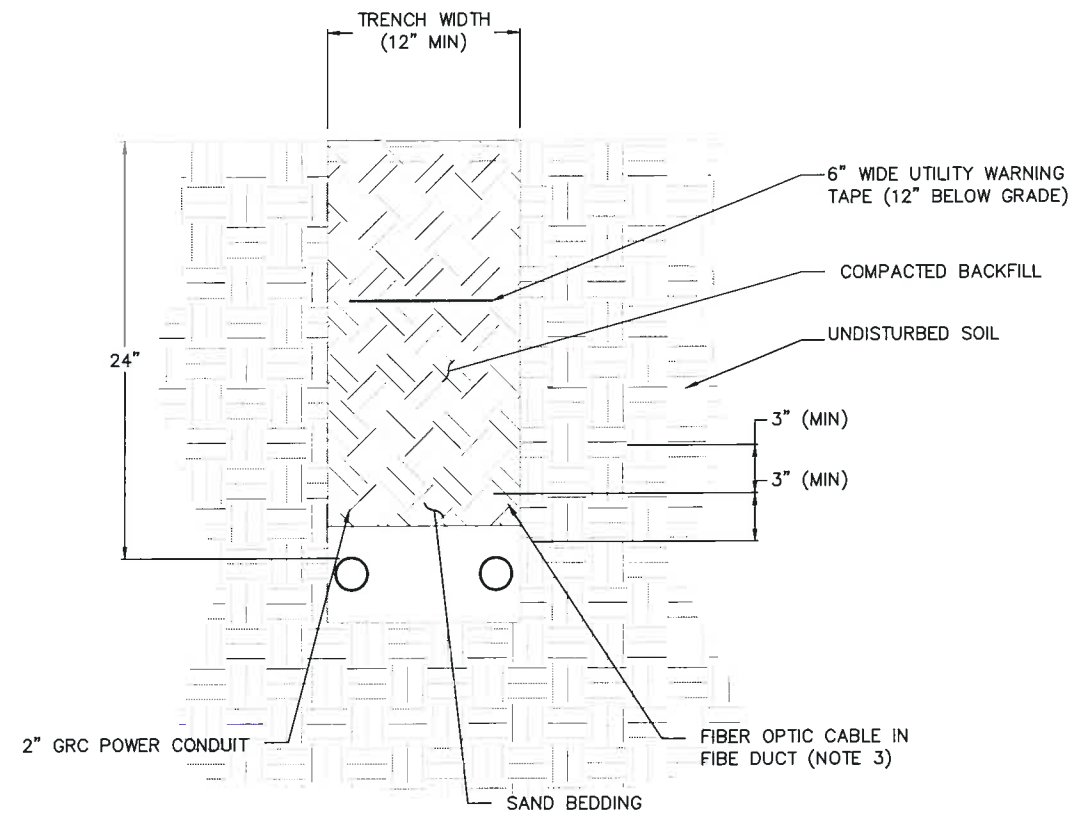 TRENCH WIDTH
(12" MIN)
6" WIDE UTILITY WARNING
TAPE (12" BELOW GRADE)
COMPACTED BACKFILL
UNDISTURBED SOIL
24"
3" (MIN)
3" (MIN)
2" GRC POWER CONDUIT
FIBER OPTIC CABLE IN
FIBE DUCT (NOTE 3)
SAND BEDDING